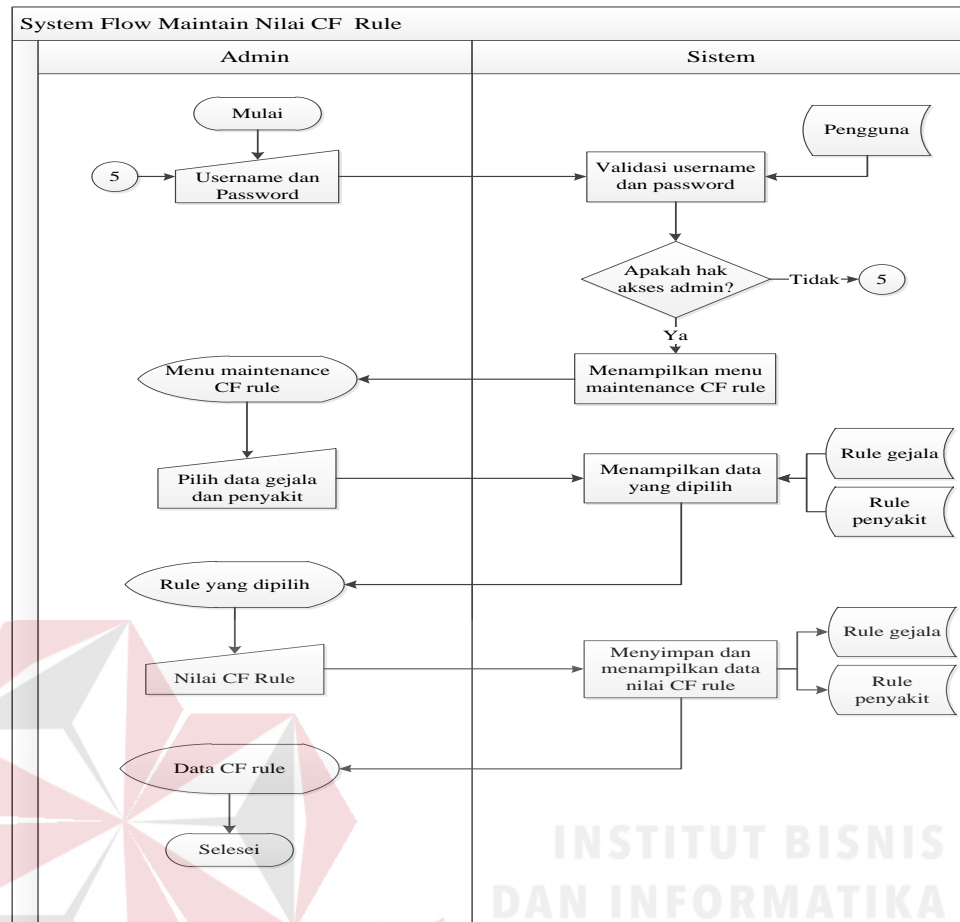 System Flow Maintain Nilai CF Rule
Admin
Sistem
Mulai
Pengguna
5
Username dan
Password
Validasi username
dan password
Apakah hak
akses admin?
Tidak
5
Ya
Menu maintenance
CF rule
Menampilkan menu
maintenance CF rule
Pilih data gejala
dan penyakit
Menampilkan data
yang dipilih
Rule gejala
Rule
penyakit
Rule yang dipilih
Nilai CF Rule
Menyimpan dan
menampilkan data
nilai CF rule
Rule gejala
Rule
penyakit
Data CF rule
Selesei
INSTITUT BISNIS
DAN INFORMATIKA